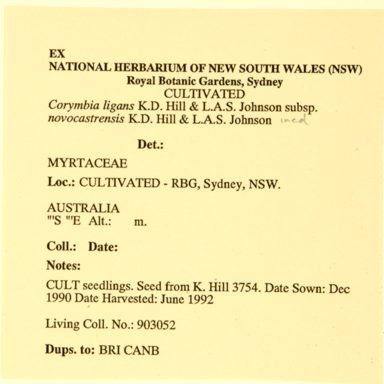 EX
NATIONAL HERBARIUM OF NEW SOUTH WALES (NSW)
Royal Botanic Gardens, Sydney
CULTIVATED
Corymbia ligans K.D. Hill & L.A.S. Johnson subsp.
novocastrensis K.D. Hill & L.A.S. Johnson ined
Det.:
MYRTACEAE
Loc.: CULTIVATED - RBG, Sydney, NSW.
AUSTRALIA
'"S '"E Alt.: m.
Coll.: Date:
Notes:
CULT seedlings. Seed from K. Hill 3754. Date Sown: Dec
1990 Date Harvested: June 1992
Living Coll. No.: 903052
Dups. to: BRI CANB